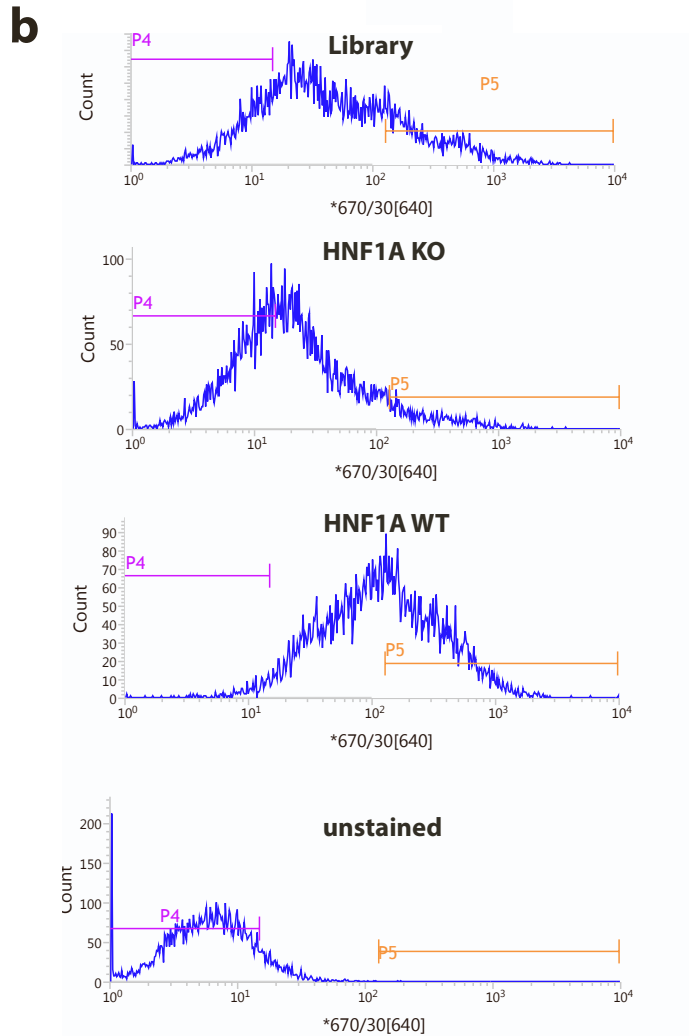 b
Library
P4
P5
Count
10⁰ 10¹ 10² 10³ 10⁴
*670/30[640]
HNF1A KO
100
P4
50
P5
Count
0
10⁰ 10¹ 10² 10³ 10⁴
*670/30[640]
HNF1A WT
90
80
P4
70
60
50
Count
40
30
P5
20
10
0
10⁰ 10¹ 10² 10³ 10⁴
*670/30[640]
unstained
200
150
100
P4
Count
50
P5
0
10⁰ 10¹ 10² 10³ 10⁴
*670/30[640]